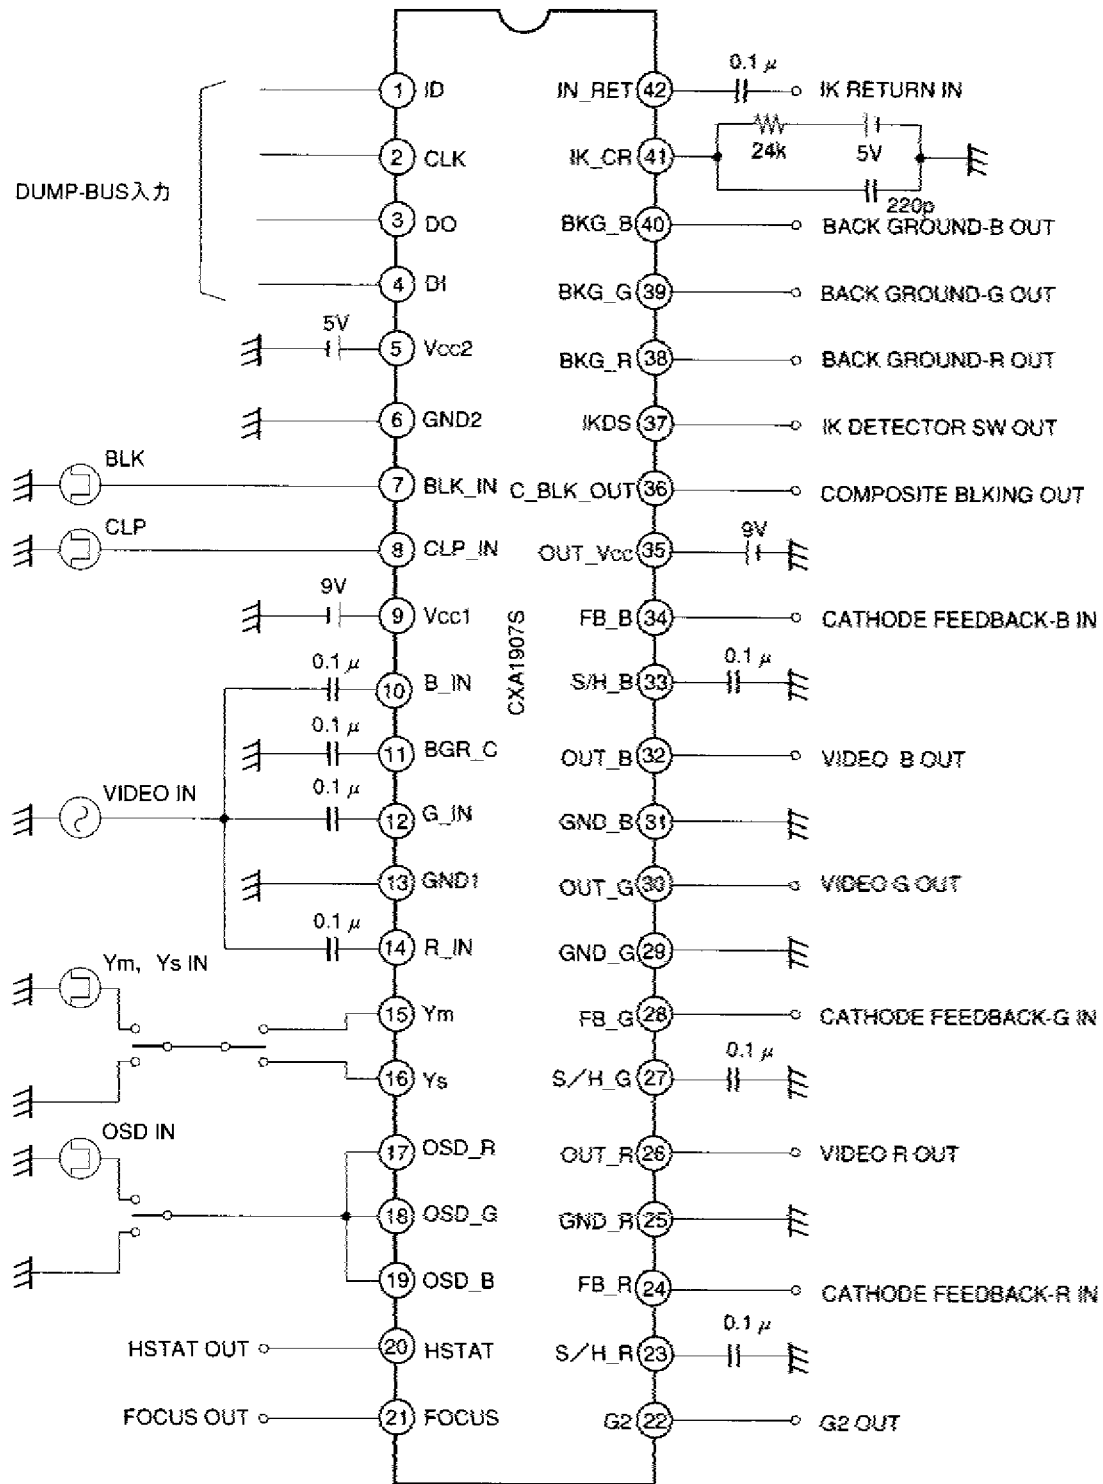 0.1 μ
1 ID
IN_RET 42
IK RETURN IN
24k
5V
2 CLK
IK_CR 41
220p
DUMP-BUS入力
3 DO
BKG_B 40
BACK GROUND-B OUT
4 DI
BKG_G 39
BACK GROUND-G OUT
5V
5 Vcc2
BKG_R 38
BACK GROUND-R OUT
6 GND2
IKDS 37
IK DETECTOR SW OUT
BLK
7 BLK_IN
C_BLK_OUT 36
COMPOSITE BLKING OUT
CLP
8 CLP_IN
9V
OUT_Vcc 35
9V
9 Vcc1
FB_B 34
CATHODE FEEDBACK-B IN
CXA1907S
0.1 μ
10 B_IN
0.1 μ
S/H_B 33
0.1 μ
11 BGR_C
OUT_B 32
VIDEO B OUT
VIDEO IN
0.1 μ
12 G_IN
GND_B 31
13 GND1
OUT_G 30
VIDEO G OUT
0.1 μ
14 R_IN
GND_G 29
Ym, Ys IN
15 Ym
FB_G 28
CATHODE FEEDBACK-G IN
0.1 μ
16 Ys
S/H_G 27
OSD IN
17 OSD_R
OUT_R 26
VIDEO R OUT
18 OSD_G
GND_R 25
19 OSD_B
FB_R 24
CATHODE FEEDBACK-R IN
0.1 μ
HSTAT OUT
20 HSTAT
S/H_R 23
FOCUS OUT
21 FOCUS
G2 22
G2 OUT